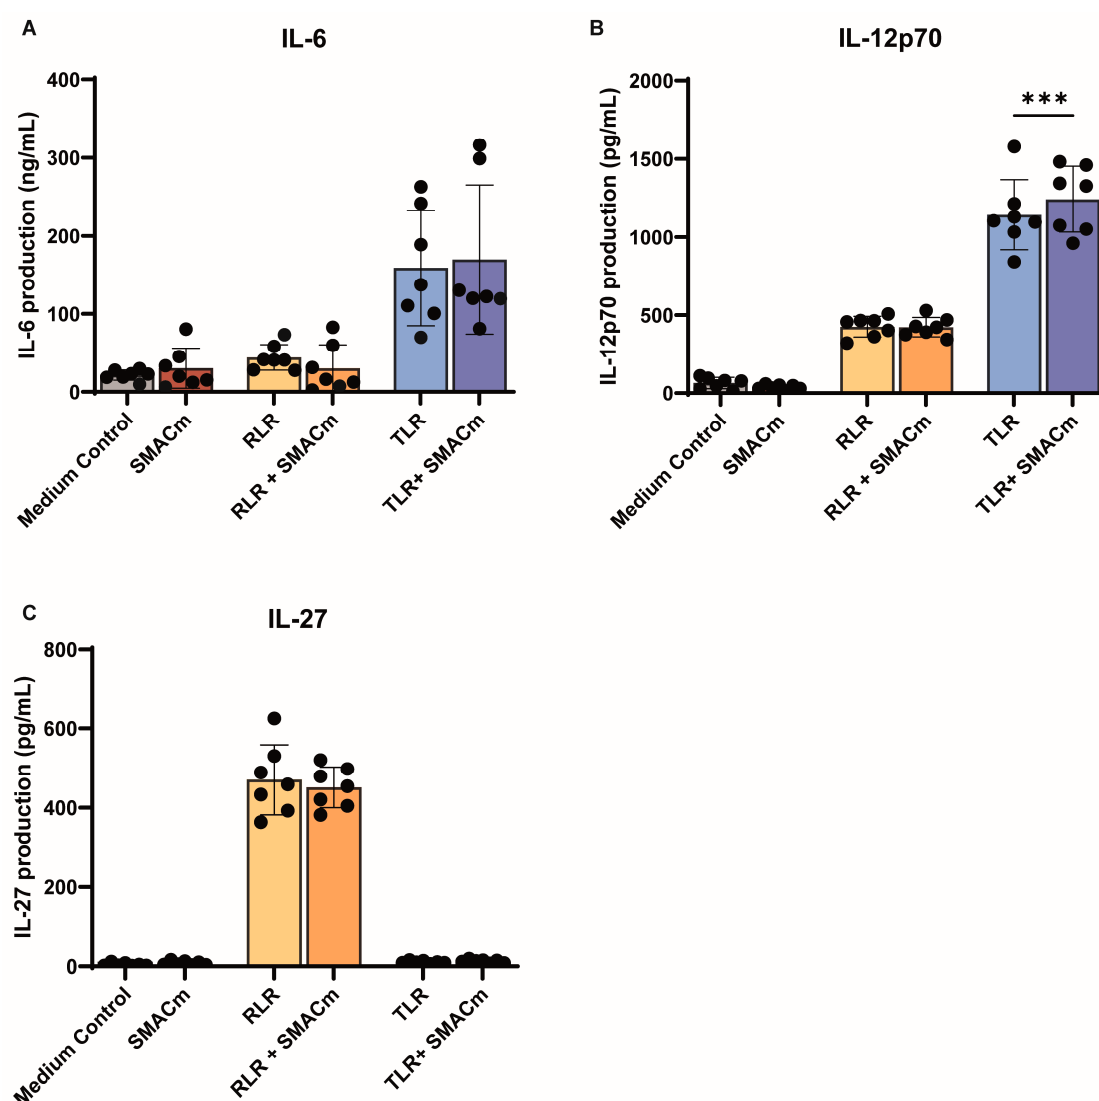 A
IL-6
IL-6 production (ng/mL)
400
300
200
100
0
Medium Control
SMACm
RLR
RLR + SMACm
TLR
TLR+ SMACm
B
IL-12p70
IL-12p70 production (pg/mL)
2000
1500
1000
500
0
***
Medium Control
SMACm
RLR
RLR + SMACm
TLR
TLR+ SMACm
C
IL-27
IL-27 production (pg/mL)
800
600
400
200
0
Medium Control
SMACm
RLR
RLR + SMACm
TLR
TLR+ SMACm